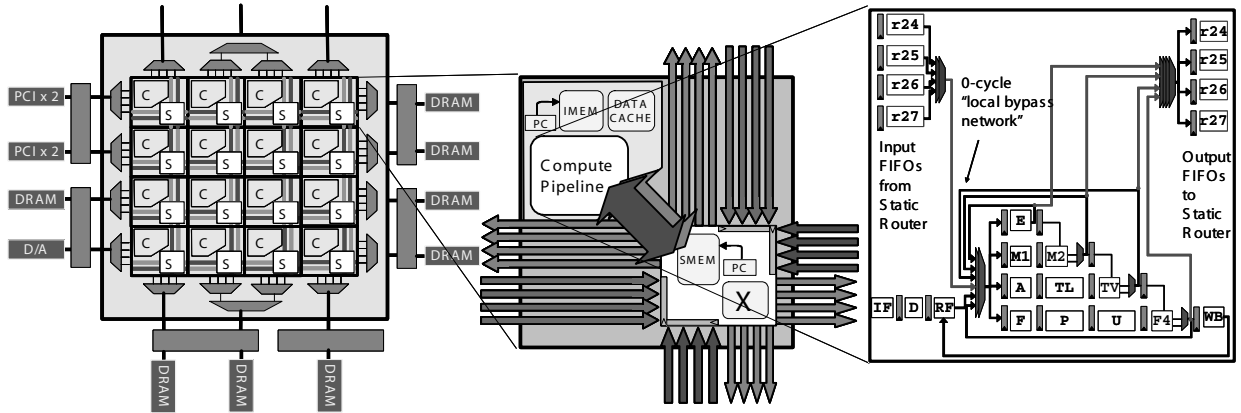 PCI x 2
PCI x 2
DRAM
D/A
C C C C
S S S S
C C C C
S S S S
C C C C
S S S S
C C C C
S S S S
DRAM
DRAM
DRAM
DRAM
DRAM
DRAM
DRAM
PC
IMEM
DATA
CACHE
Compute
Pipeline
SMEM
PC
X
r24
r25
r26
r27
Input
FIFOs
from
Static
Router
0-cycle
“local bypass
network”
r24
r25
r26
r27
Output
FIFOs
to
Static
Router
E
M1 M2
A TL TV
IF D RF
F P U F4 WB